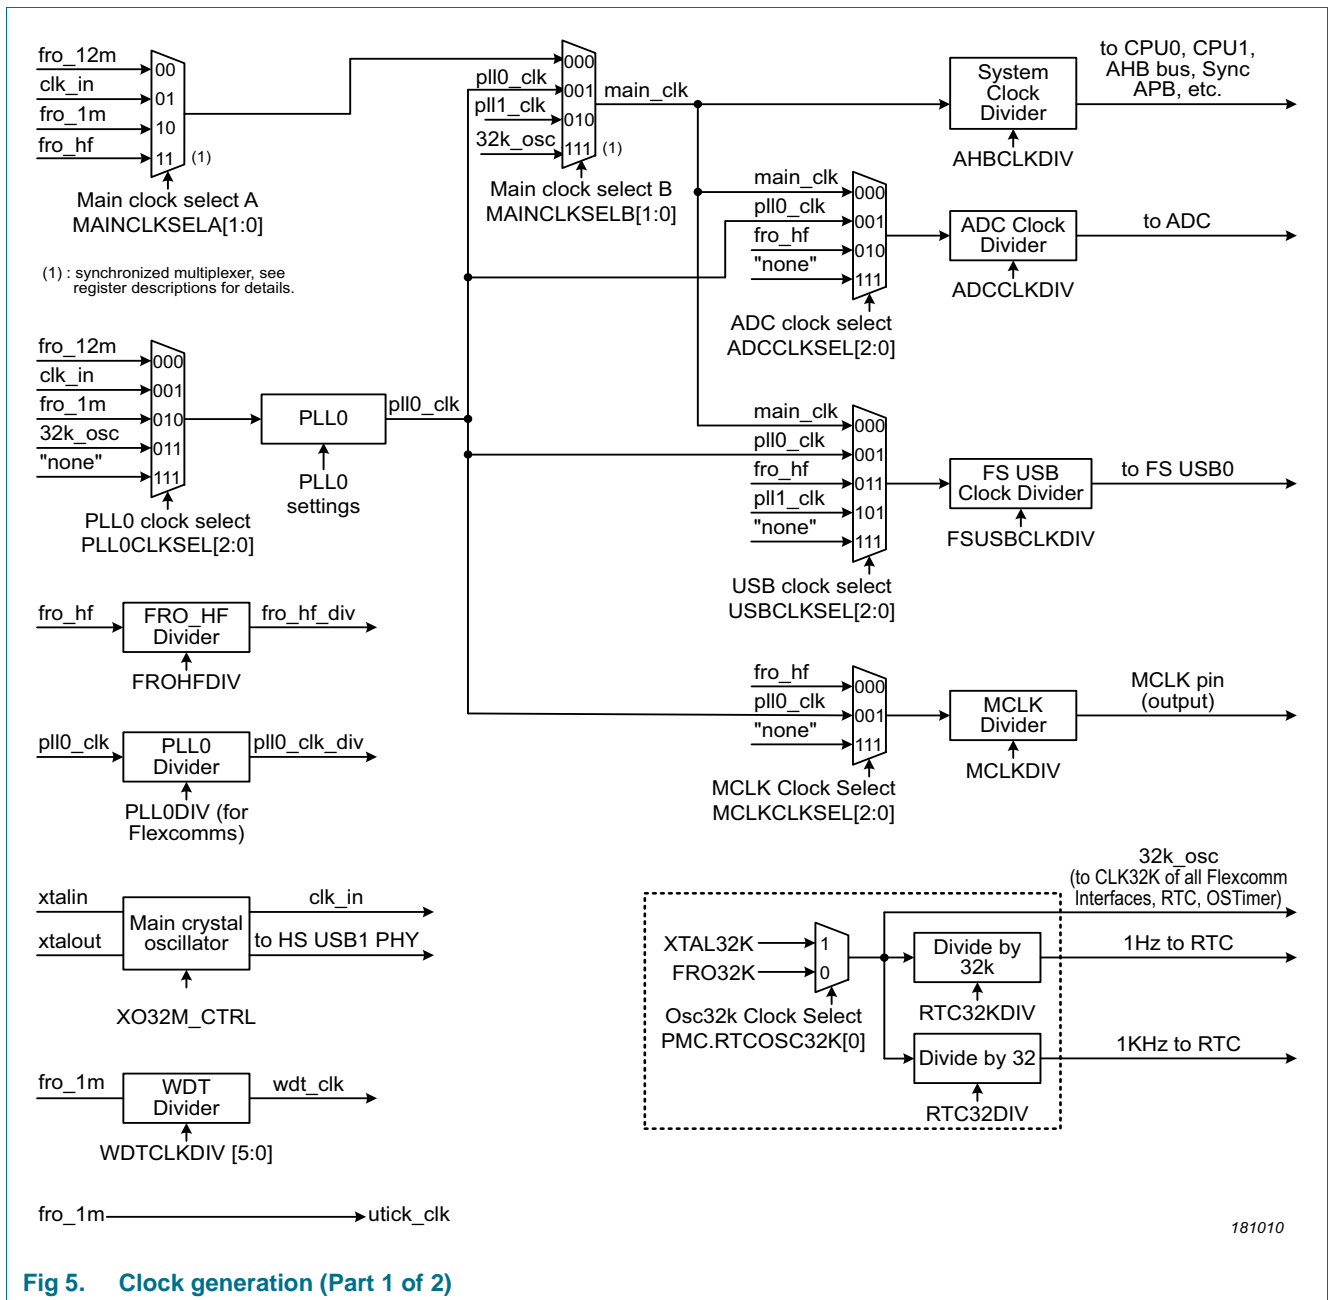 fro_12m
clk_in
fro_1m
fro_hf
00
01
10
11
(1)
Main clock select A
MAINCLKSELA[1:0]
(1) : synchronized multiplexer, see
register descriptions for details.
pll0_clk
pll1_clk
32k_osc
000
001
010
111
(1)
main_clk
Main clock select B
MAINCLKSELB[1:0]
System
Clock
Divider
AHBCLKDIV
to CPU0, CPU1,
AHB bus, Sync
APB, etc.
main_clk
pll0_clk
fro_hf
"none"
000
001
010
111
ADC clock select
ADCCLKSEL[2:0]
ADC Clock
Divider
ADCCLKDIV
to ADC
fro_12m
clk_in
fro_1m
32k_osc
"none"
000
001
010
011
111
PLL0 clock select
PLL0CLKSEL[2:0]
PLL0
PLL0
settings
pll0_clk
main_clk
pll0_clk
fro_hf
pll1_clk
"none"
000
001
011
101
111
USB clock select
USBCLKSEL[2:0]
FS USB
Clock Divider
FSUSBCLKDIV
to FS USB0
fro_hf
FRO_HF
Divider
FROHFDIV
fro_hf_div
fro_hf
pll0_clk
"none"
000
001
111
MCLK Clock Select
MCLKCLKSEL[2:0]
MCLK
Divider
MCLKDIV
MCLK pin
(output)
pll0_clk
PLL0
Divider
PLL0DIV (for
Flexcomms)
pll0_clk_div
xtalin
xtalout
Main crystal
oscillator
XO32M_CTRL
clk_in
to HS USB1 PHY
XTAL32K
FRO32K
1
0
Osc32k Clock Select
PMC.RTCOSC32K[0]
32k_osc
(to CLK32K of all Flexcomm
Interfaces, RTC, OSTimer)
Divide by
32k
RTC32KDIV
1Hz to RTC
Divide by 32
RTC32DIV
1KHz to RTC
fro_1m
WDT
Divider
WDTCLKDIV [5:0]
wdt_clk
fro_1m
utick_clk
181010
Fig 5. Clock generation (Part 1 of 2)